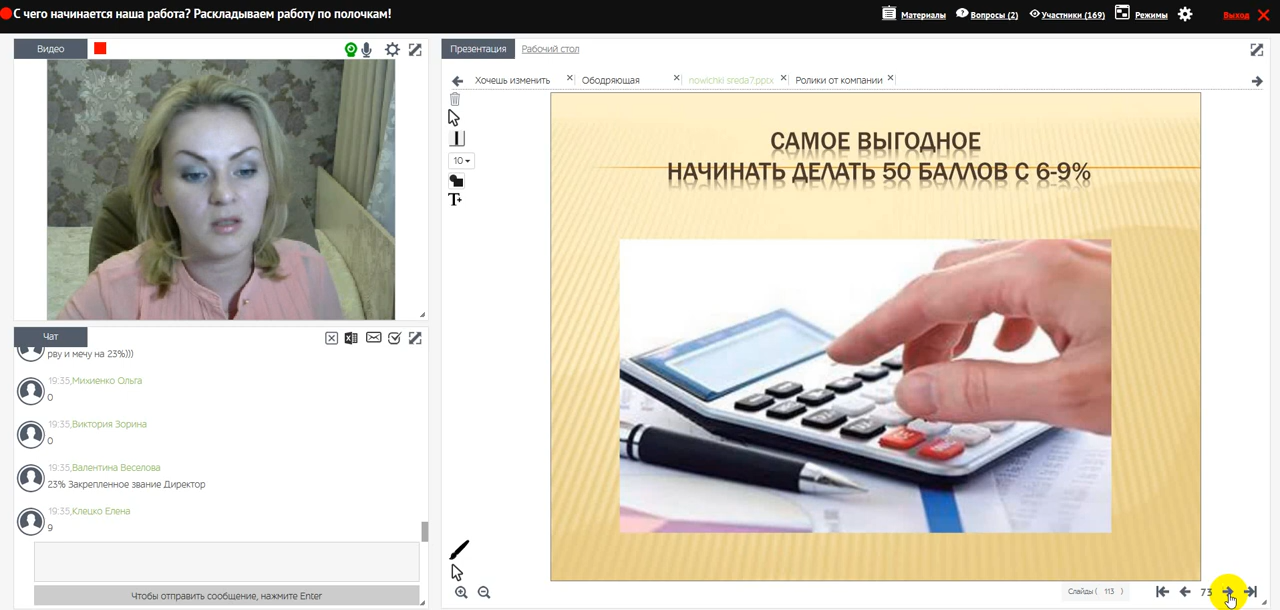 С чего начинается наша работа? Раскладываем работу по полочкам!
Материалы Вопросы (2) Участники (169) Режимы Выход
Видео
Презентация Рабочий стол
Хочешь изменить Ободряющая nowichki sreda7.pptx Ролики от компании
10
САМОЕ ВЫГОДНОЕ
НАЧИНАТЬ ДЕЛАТЬ 50 БАЛЛОВ С 6-9%
Чат
рву и мечу на 23%)))
19:35,Михиенко Ольга
0
19:35,Виктория Зорина
0
19:35,Валентина Веселова
23% Закрепленное звание Директор
19:35,Клецко Елена
9
Чтобы отправить сообщение, нажмите Enter
Слайды ( 113 ) 73